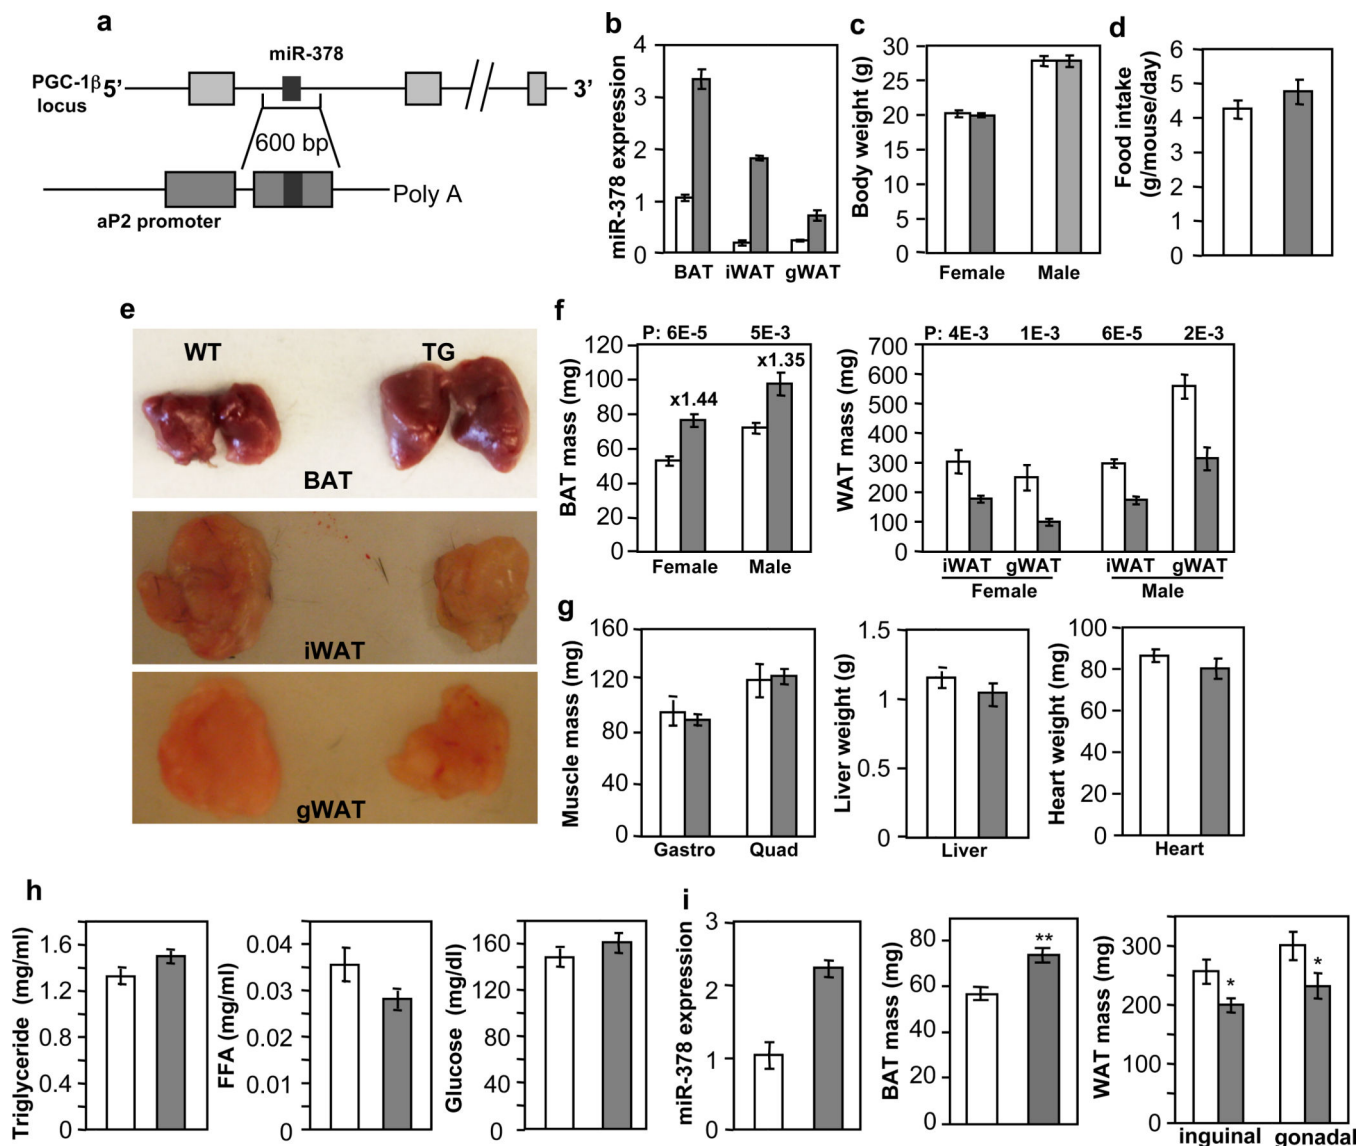 a
miR-378
PGC-1β
locus
5’
3’
600 bp
Poly A
aP2 promoter
b
miR-378 expression
4
3
2
1
0
BAT iWAT gWAT
c
Body weight (g)
30
25
20
15
10
5
0
Female Male
d
Food intake
(g/mouse/day)
6
5
4
3
2
1
0
e
WT TG
BAT
iWAT
gWAT
f
P: 6E-5 5E-3
BAT mass (mg)
120
100
80
60
40
20
0
x1.44
x1.35
Female Male
P: 4E-3 1E-3 6E-5 2E-3
WAT mass (mg)
700
600
500
400
300
200
100
0
iWAT gWAT iWAT gWAT
Female Male
g
Muscle mass (mg)
160
120
80
40
0
Gastro Quad
Liver weight (g)
1.5
1
0.5
0
Liver
Heart weight (mg)
100
80
60
40
20
0
Heart
h
Triglyceride (mg/ml)
1.6
1.2
0.8
0.4
0
FFA (mg/ml)
0.04
0.03
0.02
0.01
0
Glucose (mg/dl)
160
120
80
40
0
i
miR-378 expression
3
2
1
0
BAT mass (mg)
80
60
40
20
0
**
WAT mass (mg)
300
200
100
0
*
*
inguinal gonadal